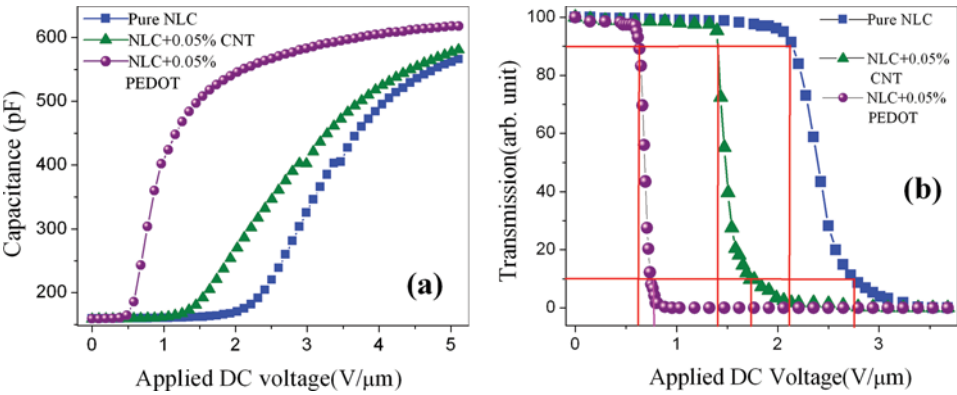 Pure NLC
NLC+0.05% CNT
NLC+0.05%
PEDOT
(a)
Capacitance (pF)
600
500
400
300
200
0
1
2
3
4
5
Applied DC voltage(V/μm)
Pure NLC
NLC+0.05%
CNT
NLC+0.05%
PEDOT
(b)
Transmission(arb. unit)
100
80
60
40
20
0
0
1
2
3
Applied DC Voltage(V/μm)